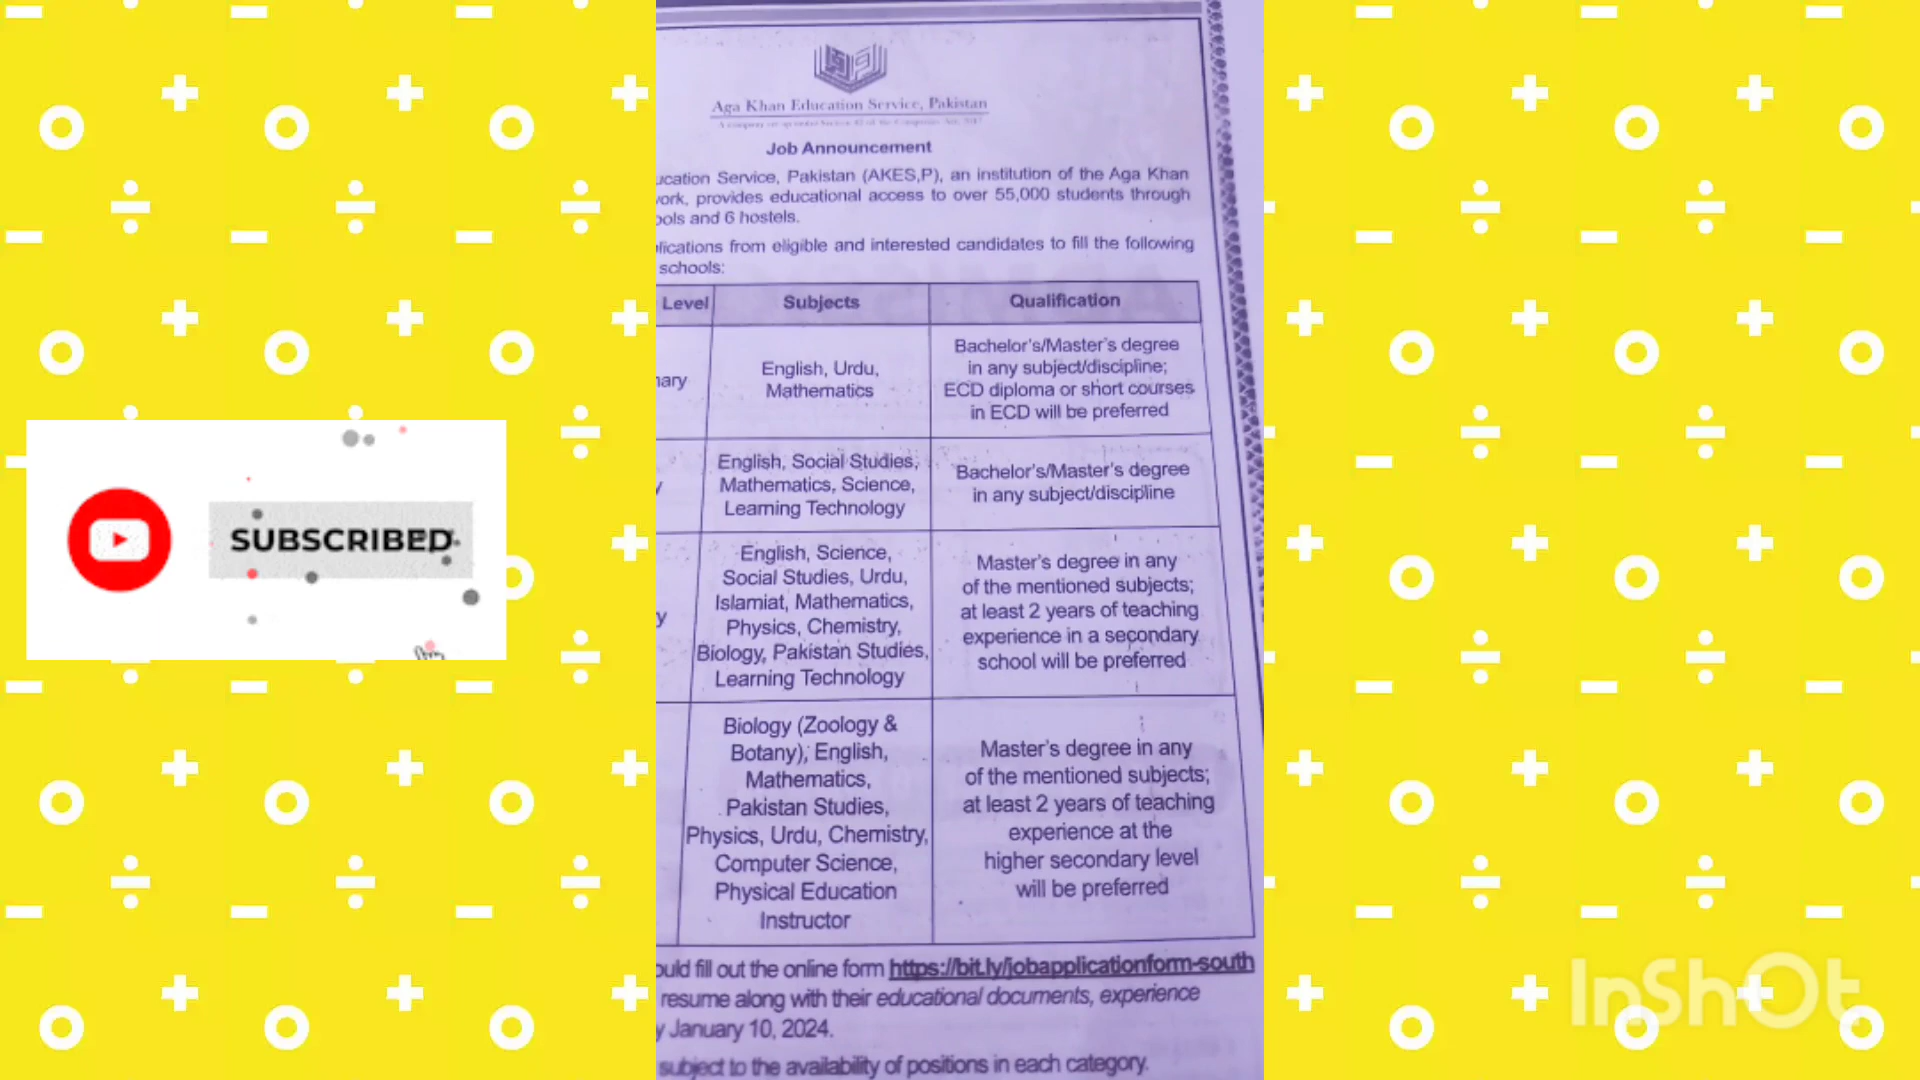 Aga Khan Education Service, Pakistan
Job Announcement
ucation Service, Pakistan (AKES,P), an institution of the Aga Khan
ork, provides educational access to over 55,000 students through
ols and 6 hostels.
lications from eligible and interested candidates to fill the following
schools:
Level Subjects Qualification
nary
English, Urdu,
Mathematics
Bachelor's/Master's degree
in any subject/discipline;
ECD diploma or short courses
in ECD will be preferred
y
English, Social Studies,
Mathematics, Science,
Learning Technology
Bachelor's/Master's degree
in any subject/discipline
y
English, Science,
Social Studies, Urdu,
Islamiat, Mathematics,
Physics, Chemistry,
Biology, Pakistan Studies,
Learning Technology
Master's degree in any
of the mentioned subjects;
at least 2 years of teaching
experience in a secondary
school will be preferred
Biology (Zoology &
Botany), English,
Mathematics,
Pakistan Studies,
Physics, Urdu, Chemistry,
Computer Science,
Physical Education
Instructor
Master's degree in any
of the mentioned subjects;
at least 2 years of teaching
experience at the
higher secondary level
will be preferred
ould fill out the online form https://bit.ly/jobapplicationform-south
resume along with their educational documents, experience
y January 10, 2024.
subject to the availability of positions in each category.
SUBSCRIBED
InShOt